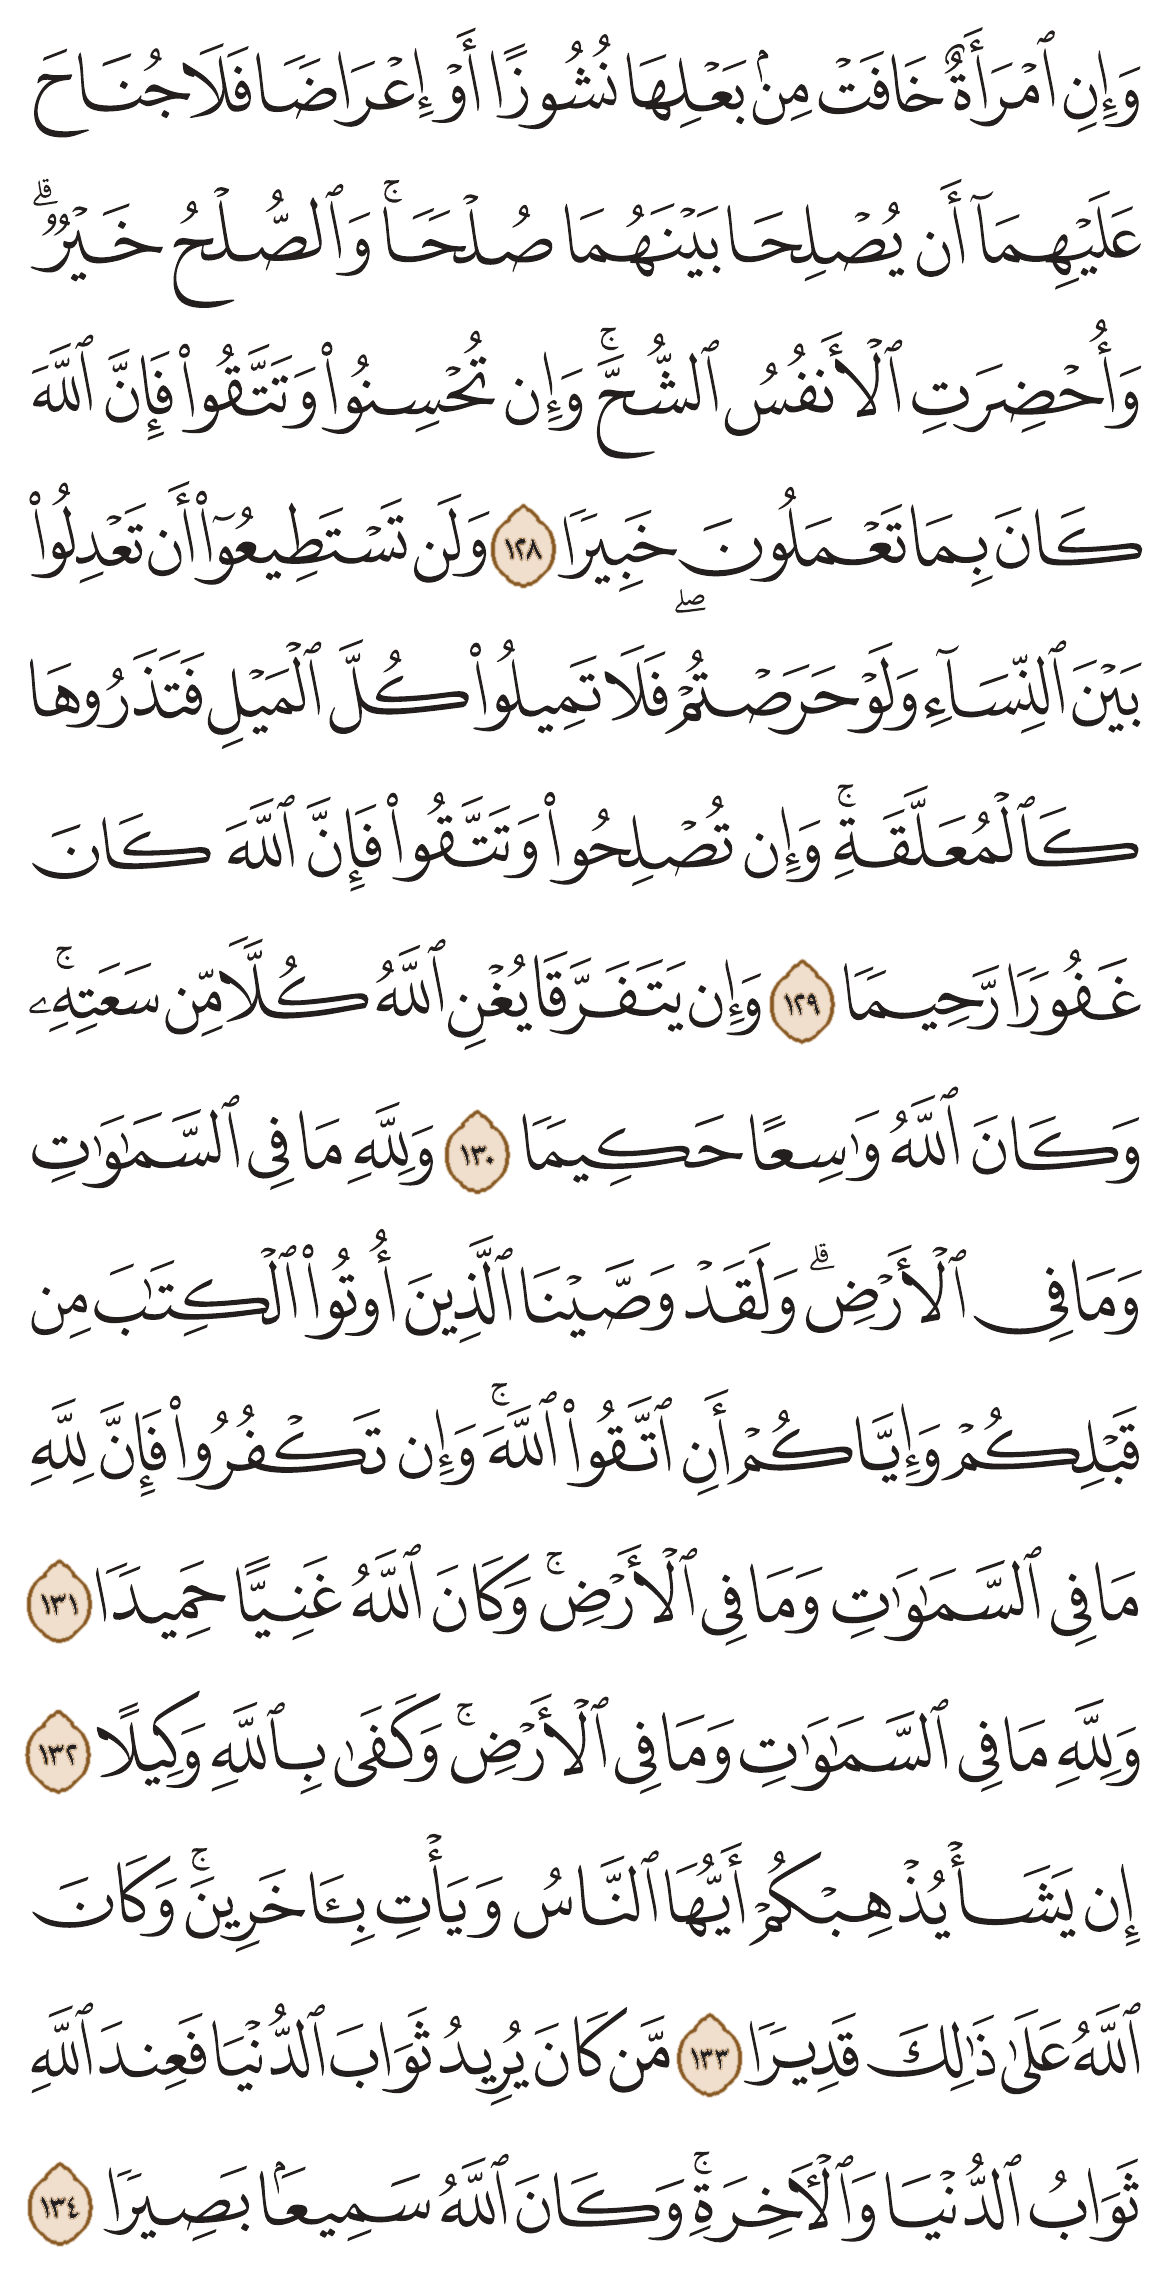 وَإِنِ ٱمْرَأَةٌ خَافَتْ مِنۢ بَعْلِهَا نُشُوزًا أَوْ إِعْرَاضًا فَلَا جُنَاحَ
عَلَيْهِمَآ أَن يُصْلِحَا بَيْنَهُمَا صُلْحًا ۚ وَٱلصُّلْحُ خَيْرٌ ۗ
وَأُحْضِرَتِ ٱلْأَنفُسُ ٱلشُّحَّ ۚ وَإِن تُحْسِنُوا۟ وَتَتَّقُوا۟ فَإِنَّ ٱللَّهَ
كَانَ بِمَا تَعْمَلُونَ خَبِيرًا ١٢٨ وَلَن تَسْتَطِيعُوٓا۟ أَن تَعْدِلُوا۟
بَيْنَ ٱلنِّسَآءِ وَلَوْ حَرَصْتُمْ ۖ فَلَا تَمِيلُوا۟ كُلَّ ٱلْمَيْلِ فَتَذَرُوهَا
كَٱلْمُعَلَّقَةِ ۚ وَإِن تُصْلِحُوا۟ وَتَتَّقُوا۟ فَإِنَّ ٱللَّهَ كَانَ
غَفُورًا رَّحِيمًا ١٢٩ وَإِن يَتَفَرَّقَا يُغْنِ ٱللَّهُ كُلًّا مِّن سَعَتِهِۦ ۚ
وَكَانَ ٱللَّهُ وَٰسِعًا حَكِيمًا ١٣٠ وَلِلَّهِ مَا فِى ٱلسَّمَٰوَٰتِ
وَمَا فِى ٱلْأَرْضِ ۗ وَلَقَدْ وَصَّيْنَا ٱلَّذِينَ أُوتُوا۟ ٱلْكِتَٰبَ مِن
قَبْلِكُمْ وَإِيَّاكُمْ أَنِ ٱتَّقُوا۟ ٱللَّهَ ۚ وَإِن تَكْفُرُوا۟ فَإِنَّ لِلَّهِ
مَا فِى ٱلسَّمَٰوَٰتِ وَمَا فِى ٱلْأَرْضِ ۚ وَكَانَ ٱللَّهُ غَنِيًّا حَمِيدًا ١٣١
وَلِلَّهِ مَا فِى ٱلسَّمَٰوَٰتِ وَمَا فِى ٱلْأَرْضِ ۚ وَكَفَىٰ بِٱللَّهِ وَكِيلًا ١٣٢
إِن يَشَأْ يُذْهِبْكُمْ أَيُّهَا ٱلنَّاسُ وَيَأْتِ بِـَٔاخَرِينَ ۚ وَكَانَ
ٱللَّهُ عَلَىٰ ذَٰلِكَ قَدِيرًا ١٣٣ مَّن كَانَ يُرِيدُ ثَوَابَ ٱلدُّنْيَا فَعِندَ ٱللَّهِ
ثَوَابُ ٱلدُّنْيَا وَٱلْـَٔاخِرَةِ ۚ وَكَانَ ٱللَّهُ سَمِيعًۢا بَصِيرًا ١٣٤